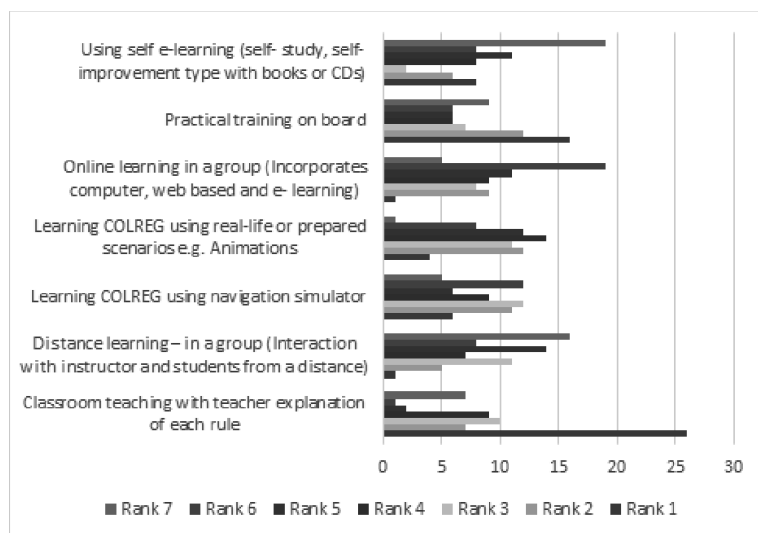 Using self e-learning (self- study, self-
improvement type with books or CDs)
Practical training on board
Online learning in a group (Incorporates
computer, web based and e- learning)
Learning COLREG using real-life or prepared
scenarios e.g. Animations
Learning COLREG using navigation simulator
Distance learning – in a group (Interaction
with instructor and students from a distance)
Classroom teaching with teacher explanation
of each rule
0 5 10 15 20 25 30
Rank 7 Rank 6 Rank 5 Rank 4 Rank 3 Rank 2 Rank 1